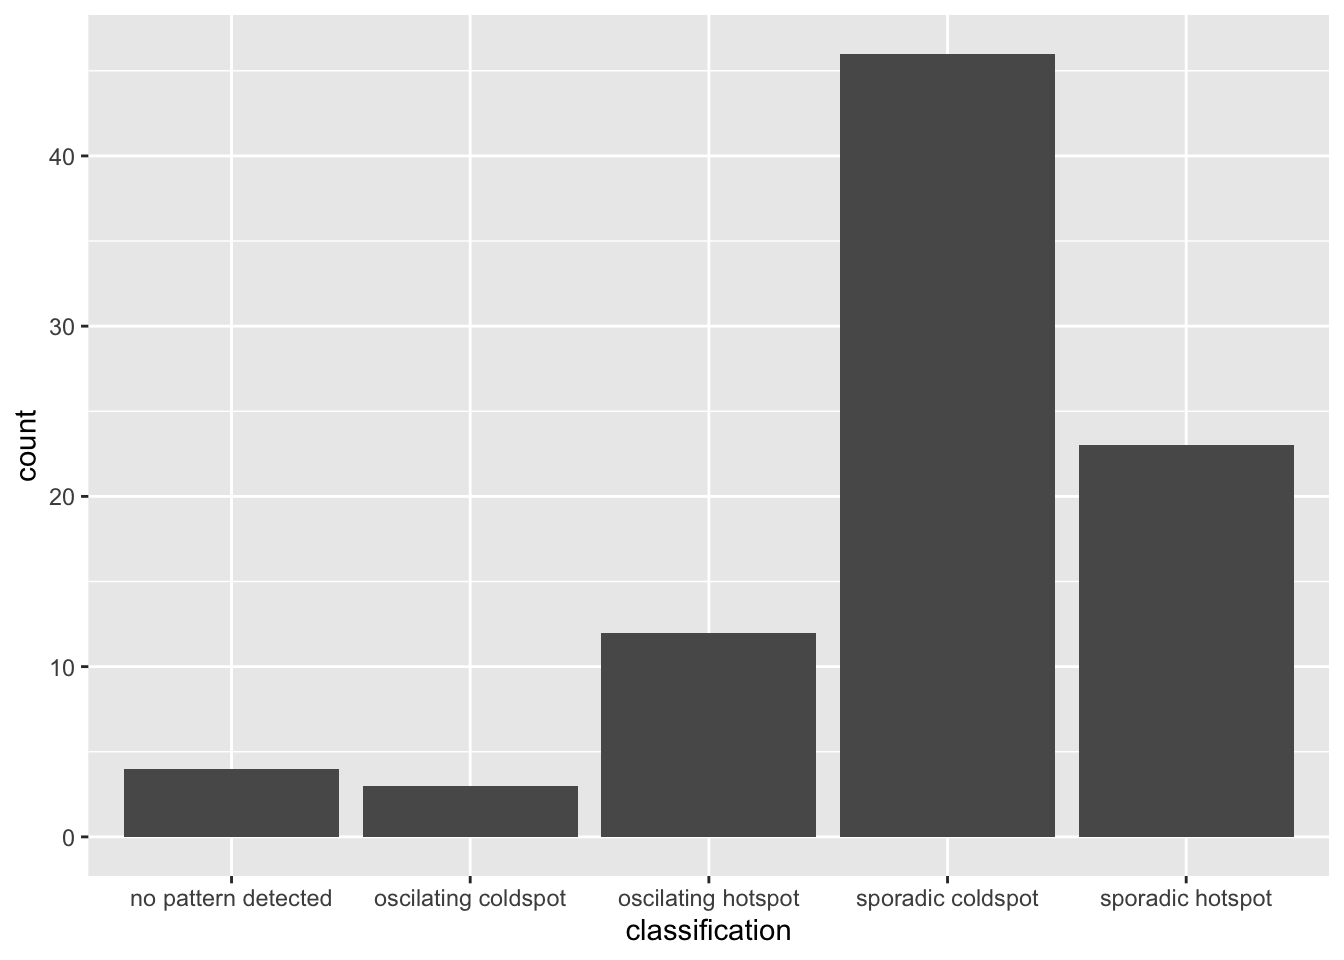 count
40
30
20
10
0
no pattern detected
oscilating coldspot
oscilating hotspot
sporadic coldspot
sporadic hotspot
classification